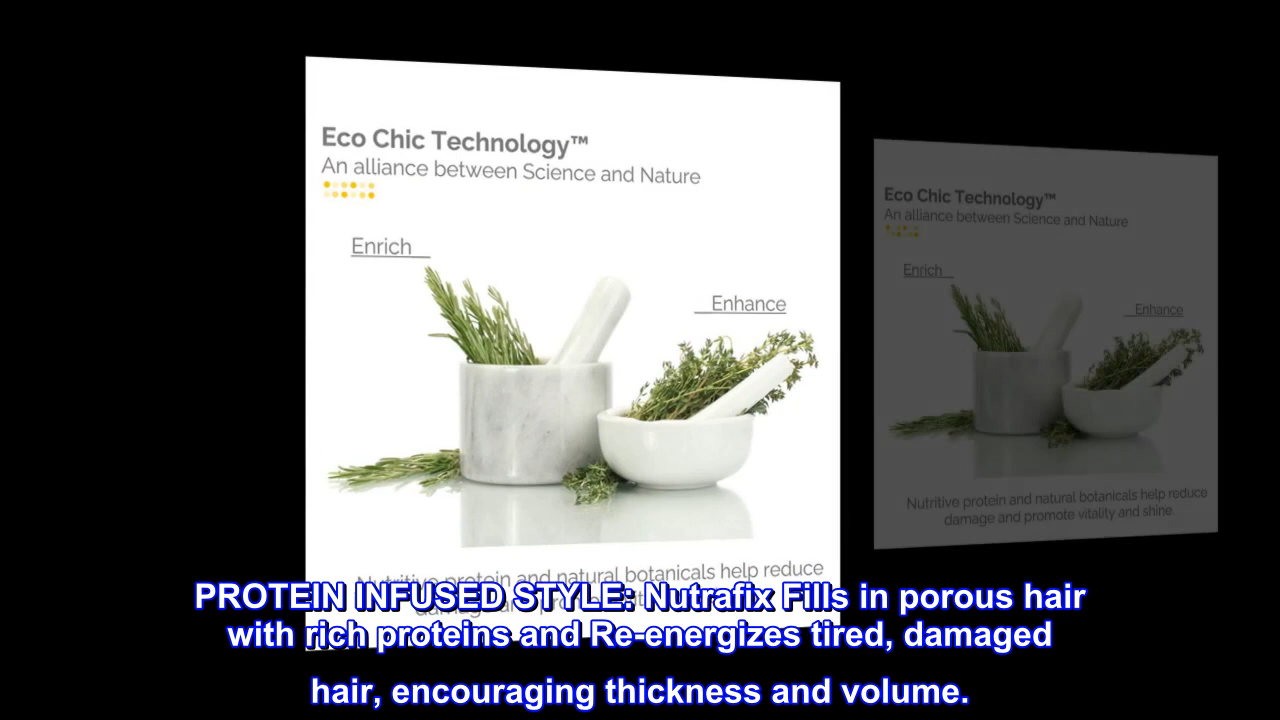 Eco Chic Technology™
An alliance between Science and Nature
Enrich
Enhance
Nutritive protein and natural botanicals help reduce
Eco Chic Technology™
An alliance between Science and Nature
Enrich
Enhance
Nutritive protein and natural botanicals help reduce
damage and promote vitality and shine.
PROTEIN INFUSED STYLE: Nutrafix Fills in porous hair
with rich proteins and Re-energizes tired, damaged
hair, encouraging thickness and volume.